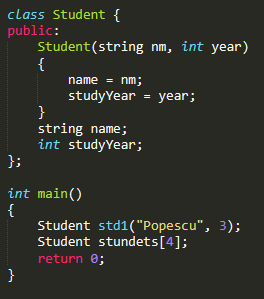 class Student {
public:
    Student(string nm, int year)
    {
        name = nm;
        studyYear = year;
    }
    string name;
    int studyYear;
};

int main()
{
    Student std1("Popescu", 3);
    Student stundets[4];
    return 0;
}